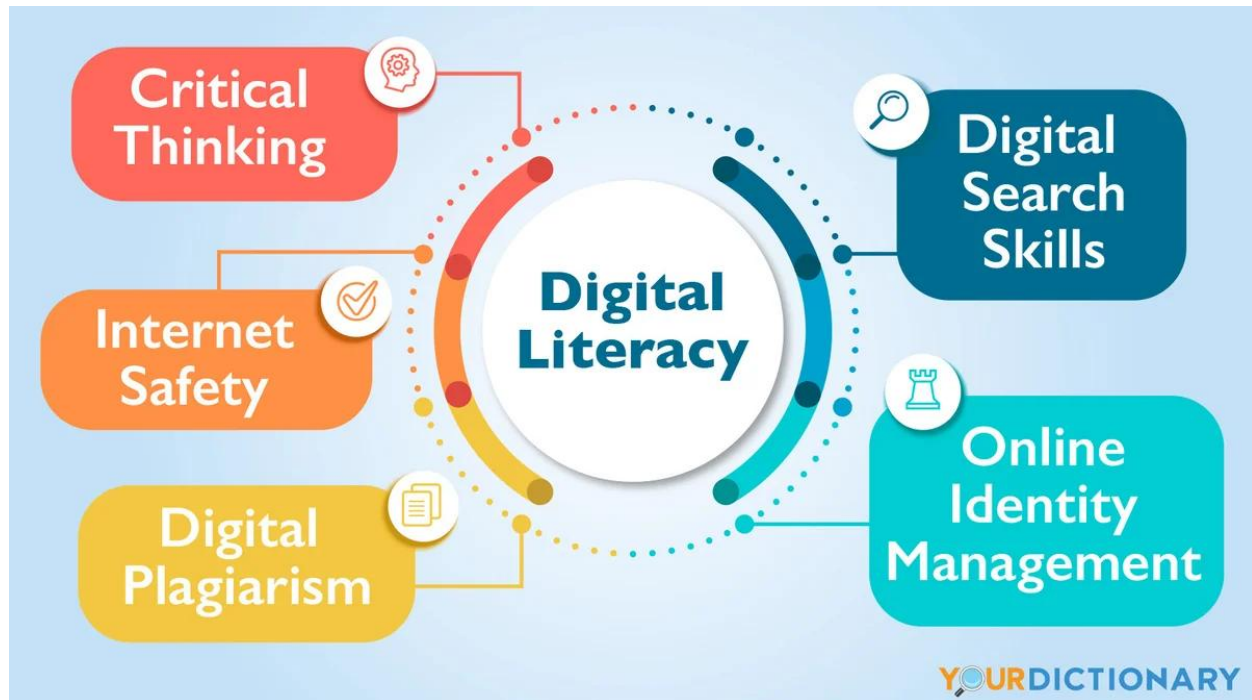 Critical
Thinking
Internet
Safety
Digital
Plagiarism
Digital
Literacy
Digital
Search
Skills
Online
Identity
Management
YOURDICTIONARY